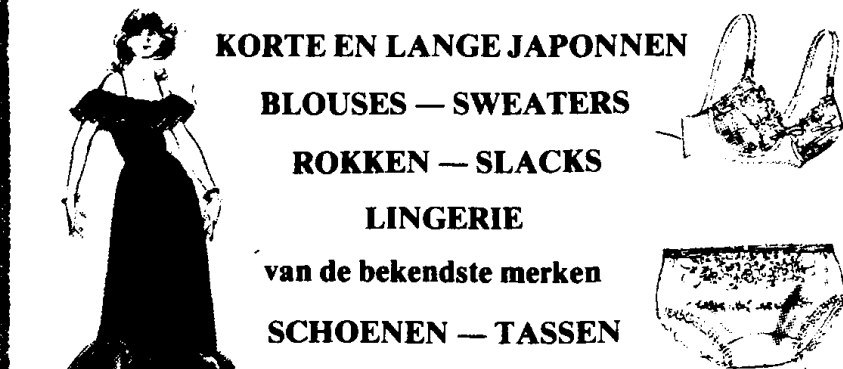 KORTE EN LANGE JAPONNEN
BLOUSES — SWEATERS
ROKKEN — SLACKS
LINGERIE
van de bekendste merken
SCHOENEN — TASSEN